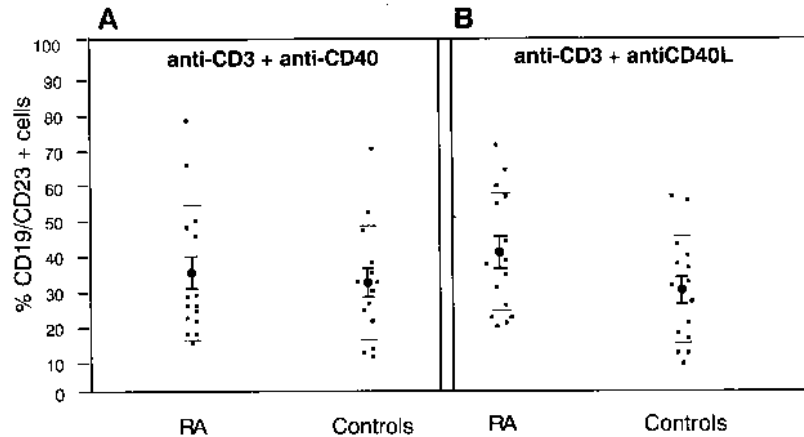 A
B
anti-CD3 + anti-CD40
anti-CD3 + antiCD40L
% CD19/CD23 + cells
100
90
80
70
60
50
40
30
20
10
0
RA
Controls
RA
Controls